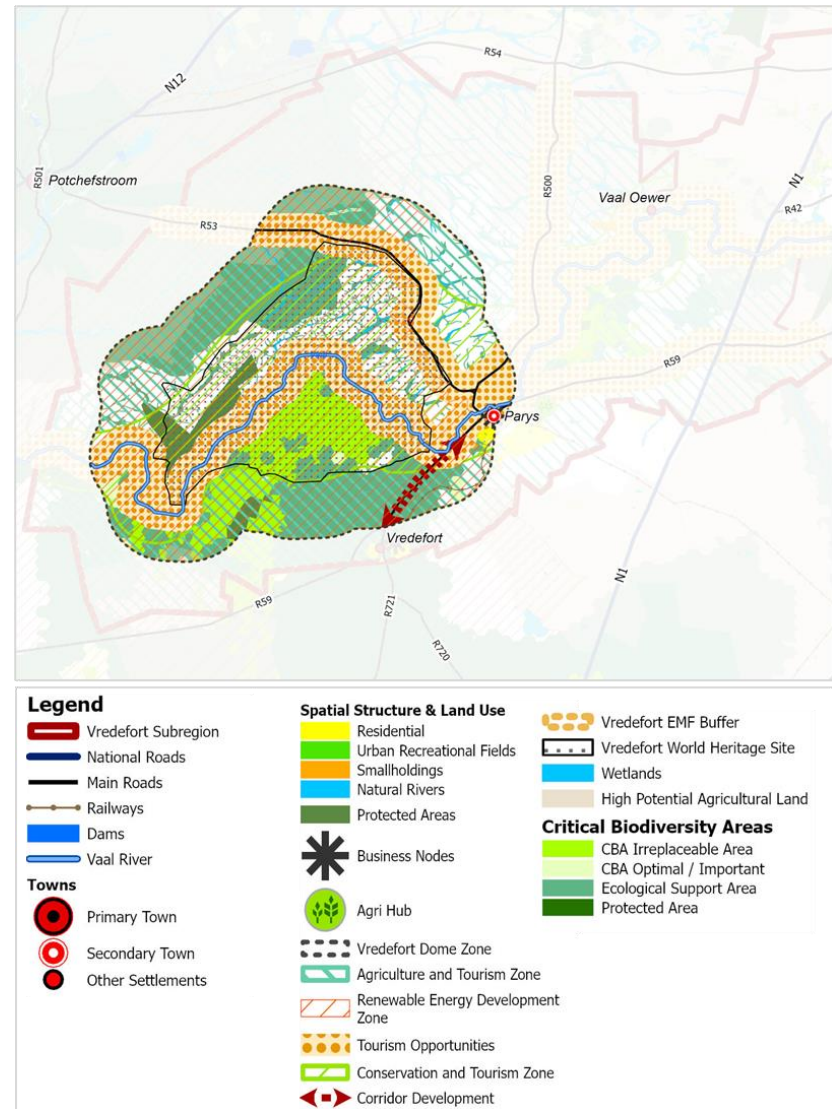 R54
N12
R501
Potchefstroom
R500
N1
Vaal Oewer
R42
R53
R59
Parys
Vredefort
N1
R59
R721
R720
Legend
Vredefort Subregion
National Roads
Main Roads
Railways
Dams
Vaal River
Towns
Primary Town
Secondary Town
Other Settlements
Spatial Structure & Land Use
Residential
Urban Recreational Fields
Smallholdings
Natural Rivers
Protected Areas
Business Nodes
Agri Hub
Vredefort Dome Zone
Agriculture and Tourism Zone
Renewable Energy Development
Zone
Tourism Opportunities
Conservation and Tourism Zone
Corridor Development
Vredefort EMF Buffer
Vredefort World Heritage Site
Wetlands
High Potential Agricultural Land
Critical Biodiversity Areas
CBA Irreplaceable Area
CBA Optimal / Important
Ecological Support Area
Protected Area